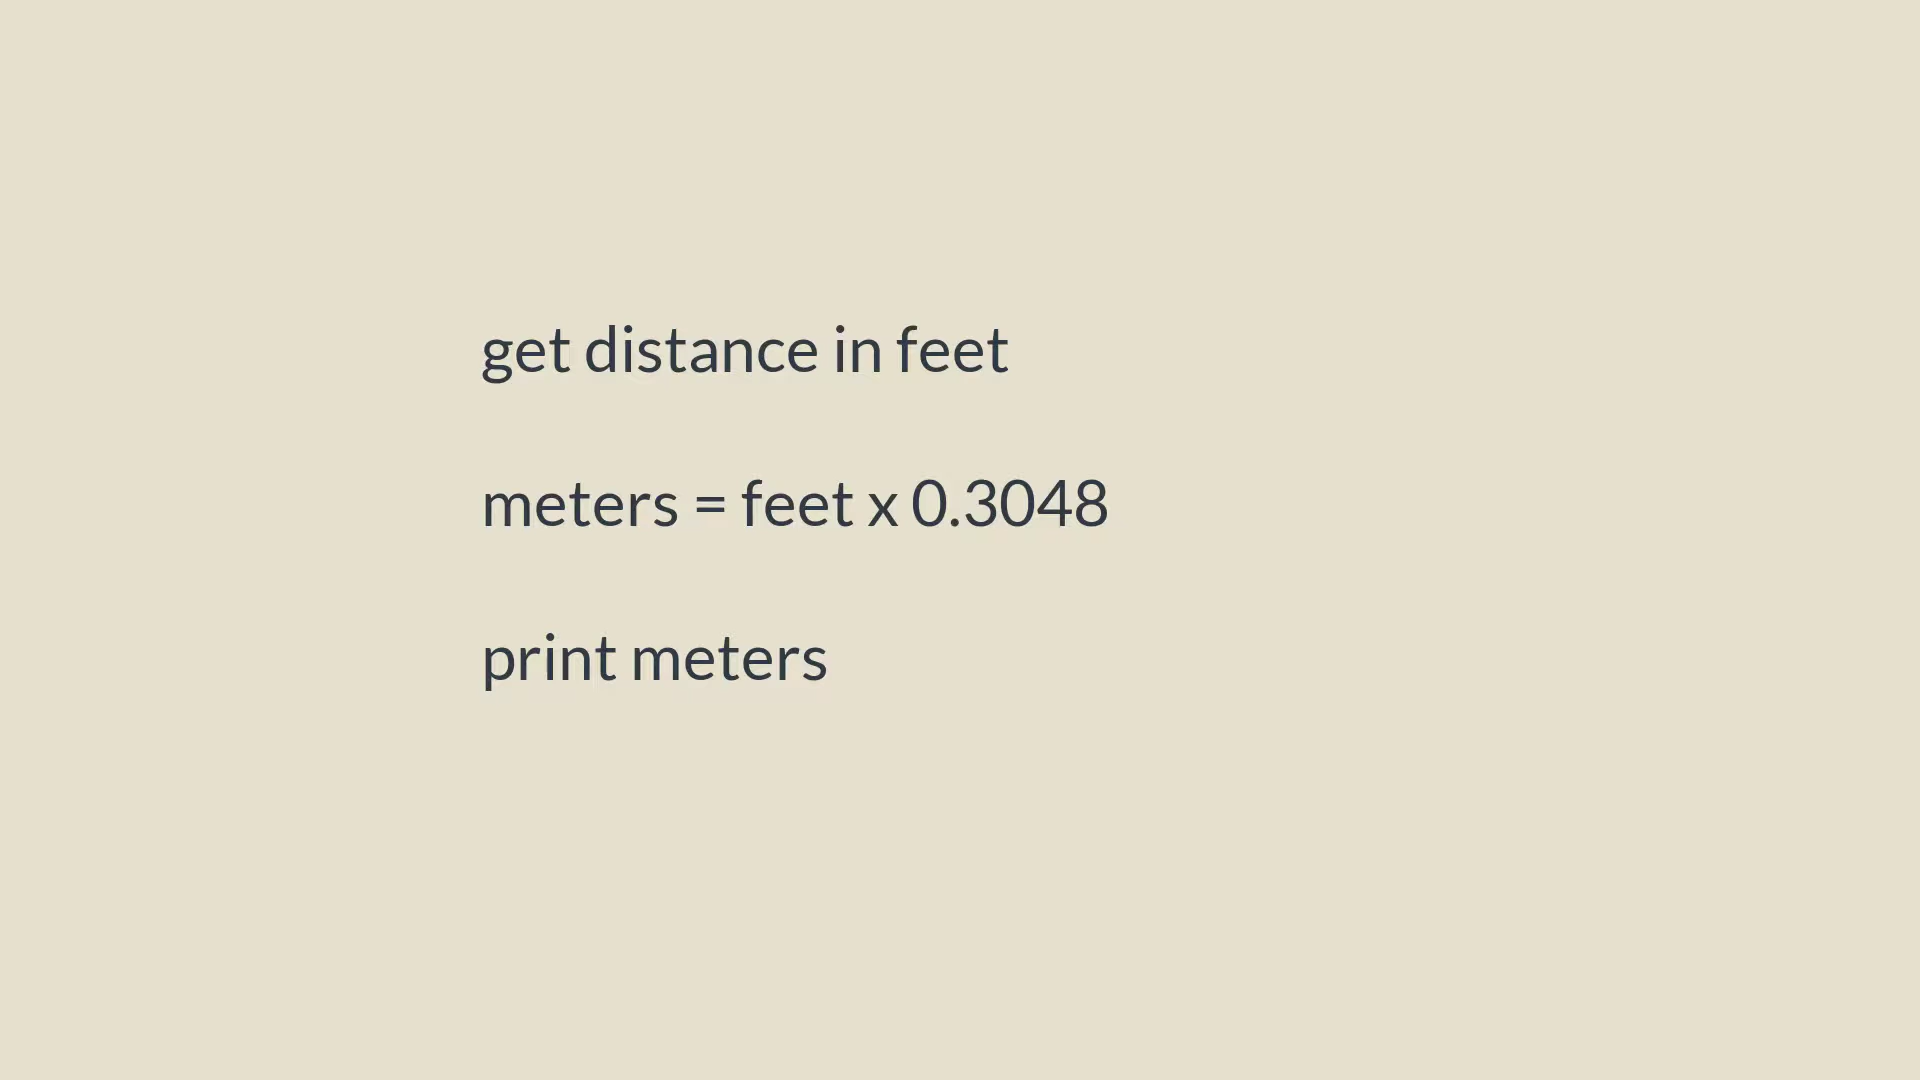 get distance in feet
meters = feet x 0.3048
print meters